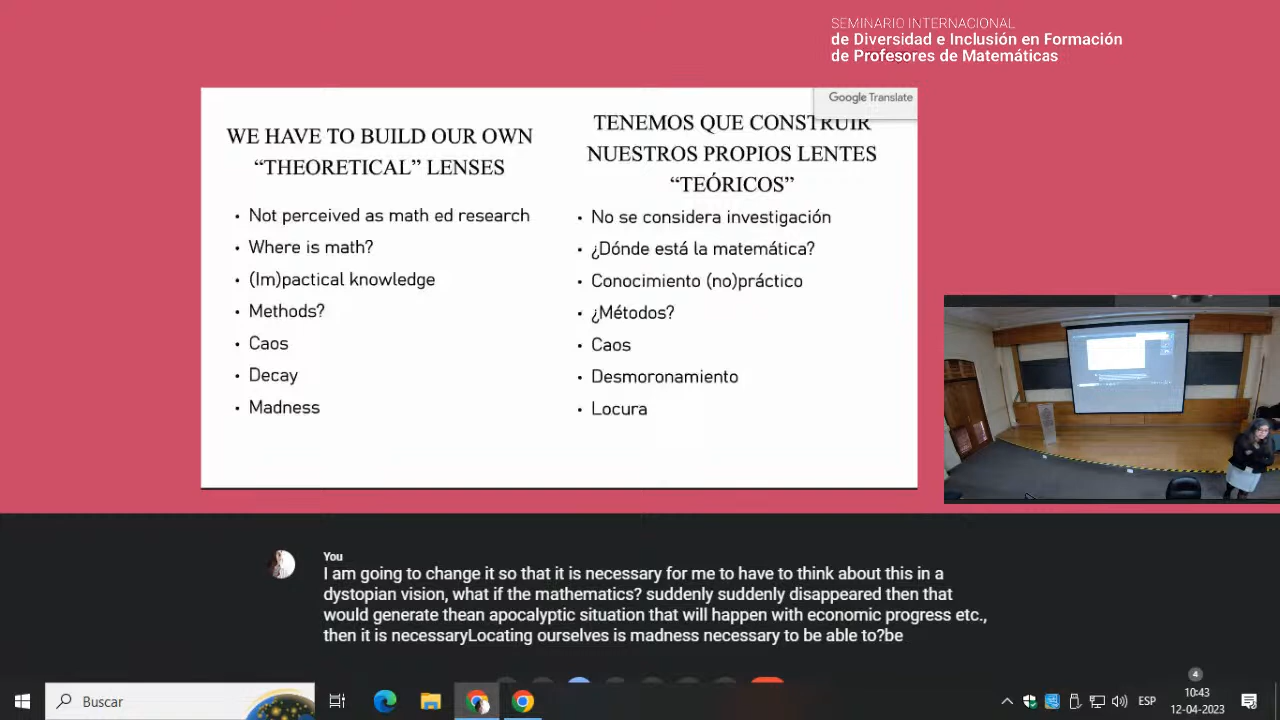 SEMINARIO INTERNACIONAL
de Diversidad e Inclusión en Formación
de Profesores de Matemáticas
Google Translate
WE HAVE TO BUILD OUR OWN
“THEORETICAL” LENSES
• Not perceived as math ed research
• Where is math?
• (Im)pactical knowledge
• Methods?
• Caos
• Decay
• Madness
TENEMOS QUE CONSTRUIR
NUESTROS PROPIOS LENTES
“TEÓRICOS”
• No se considera investigación
• ¿Dónde está la matemática?
• Conocimiento (no)práctico
• ¿Métodos?
• Caos
• Desmoronamiento
• Locura
You
I am going to change it so that it is necessary for me to have to think about this in a
dystopian vision, what if the mathematics? suddenly suddenly disappeared then that
would generate thean apocalyptic situation that will happen with economic progress etc.,
then it is necessaryLocating ourselves is madness necessary to be able to?be
4
Buscar
ESP
10:43
12-04-2023